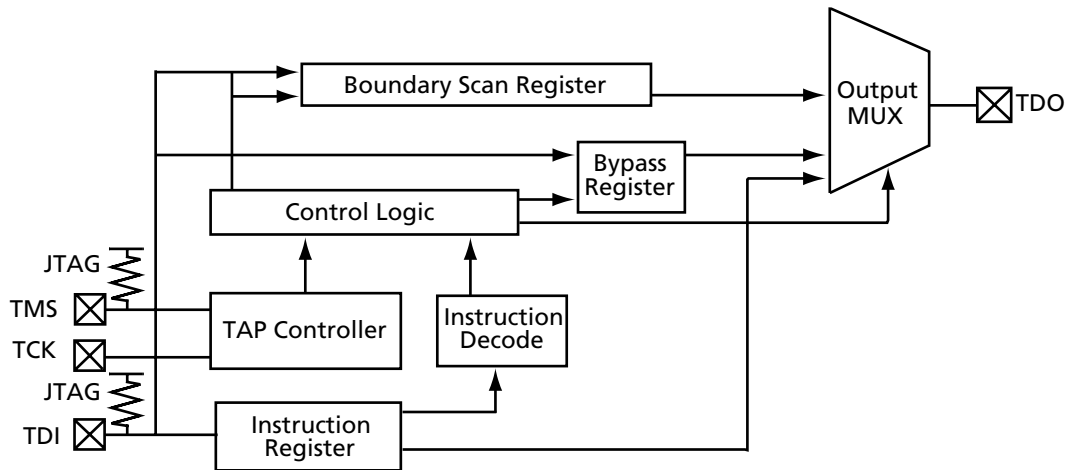 Boundary Scan Register
Output
MUX
TDO
Bypass
Register
Control Logic
JTAG
TMS
TAP Controller
Instruction
Decode
TCK
JTAG
TDI
Instruction
Register